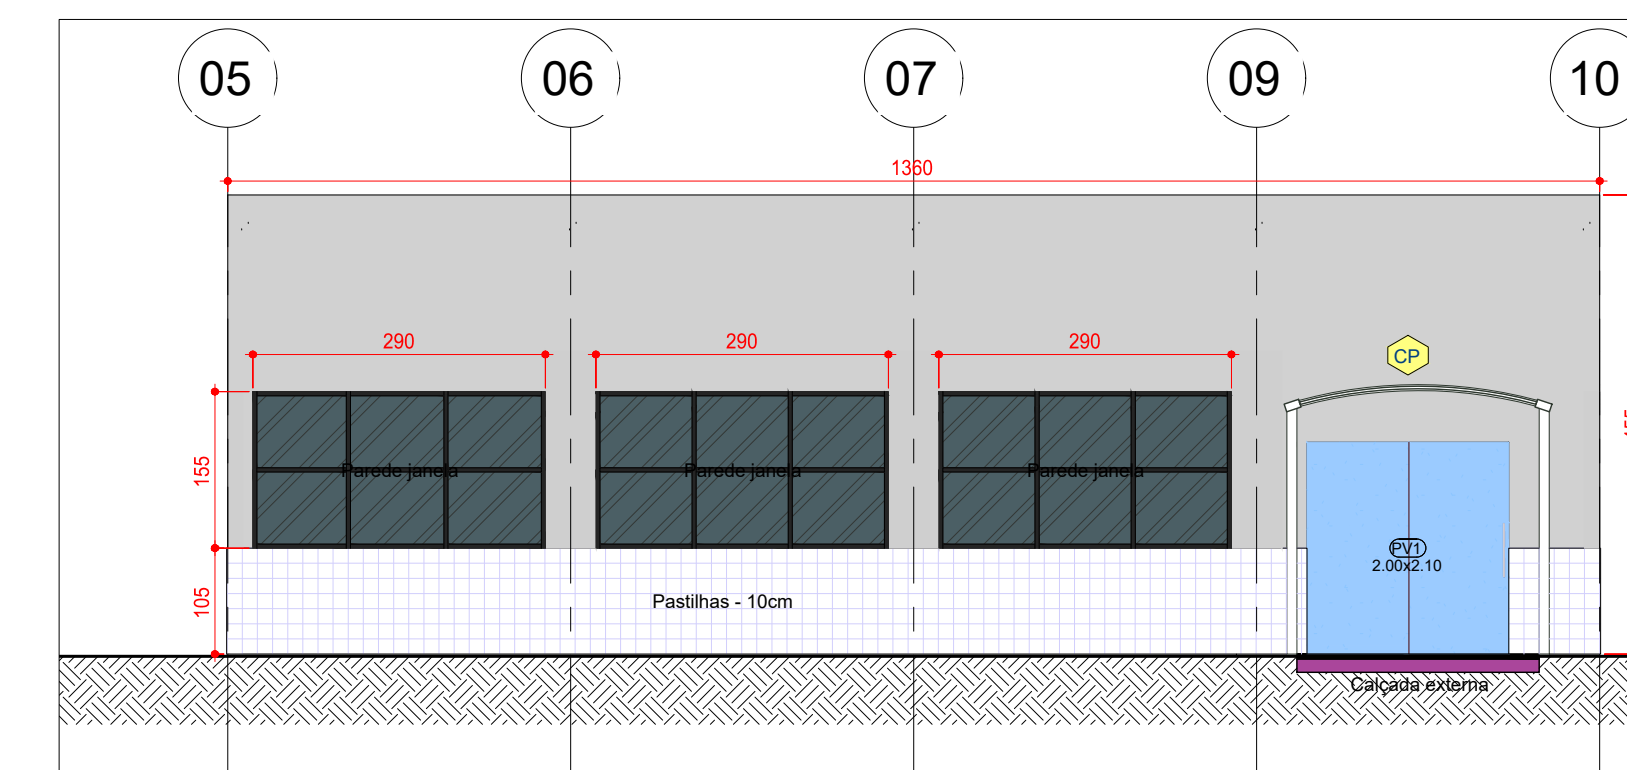 05 06 07 09 10
1360
290 290 290
CP
155
Parede janela Parede janela Parede janela
PV1
2.00x2.10
105
Pastilhas - 10cm
Calçada externa